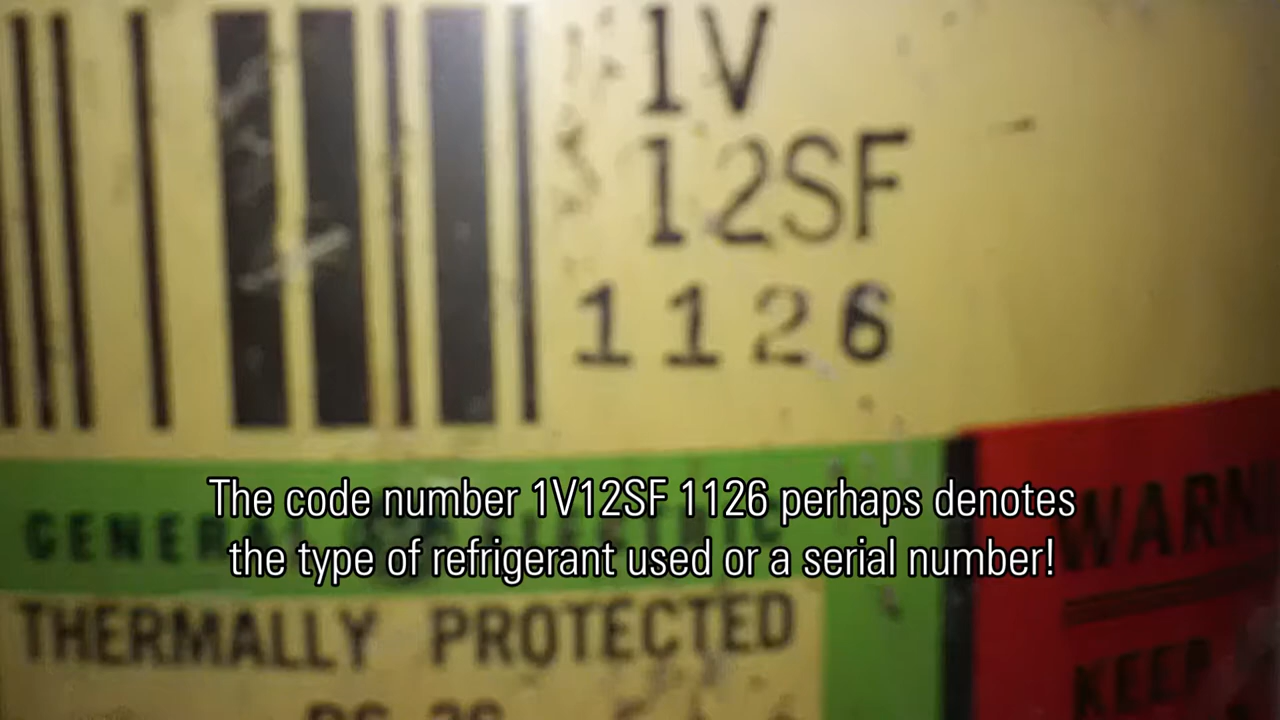 1V
12SF
1126
The code number 1V12SF 1126 perhaps denotes
the type of refrigerant used or a serial number!
THERMALLY PROTECTED
KEEP